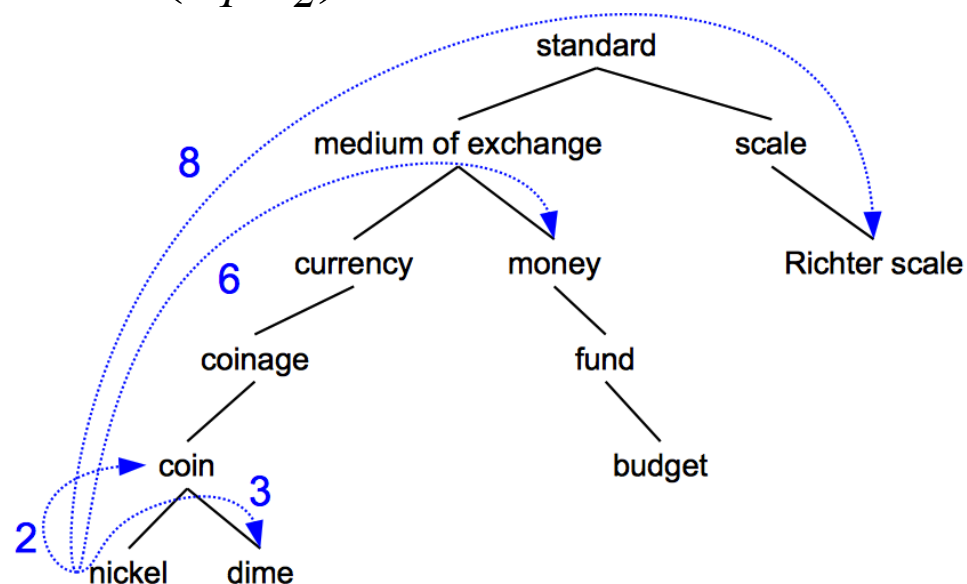 standard
medium of exchange scale
8
currency money Richter scale
6
coinage fund
coin budget
3
2
nickel dime